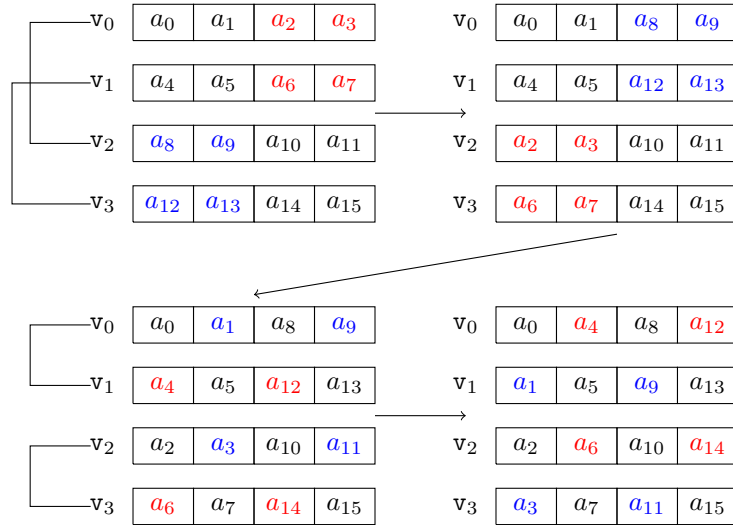 v₀ a₀ a₁ a₂ a₃ v₀ a₀ a₁ a₈ a₉
v₁ a₄ a₅ a₆ a₇ v₁ a₄ a₅ a₁₂ a₁₃
v₂ a₈ a₉ a₁₀ a₁₁ v₂ a₂ a₃ a₁₀ a₁₁
v₃ a₁₂ a₁₃ a₁₄ a₁₅ v₃ a₆ a₇ a₁₄ a₁₅
v₀ a₀ a₁ a₈ a₉ v₀ a₀ a₄ a₈ a₁₂
v₁ a₄ a₅ a₁₂ a₁₃ v₁ a₁ a₅ a₉ a₁₃
v₂ a₂ a₃ a₁₀ a₁₁ v₂ a₂ a₆ a₁₀ a₁₄
v₃ a₆ a₇ a₁₄ a₁₅ v₃ a₃ a₇ a₁₁ a₁₅